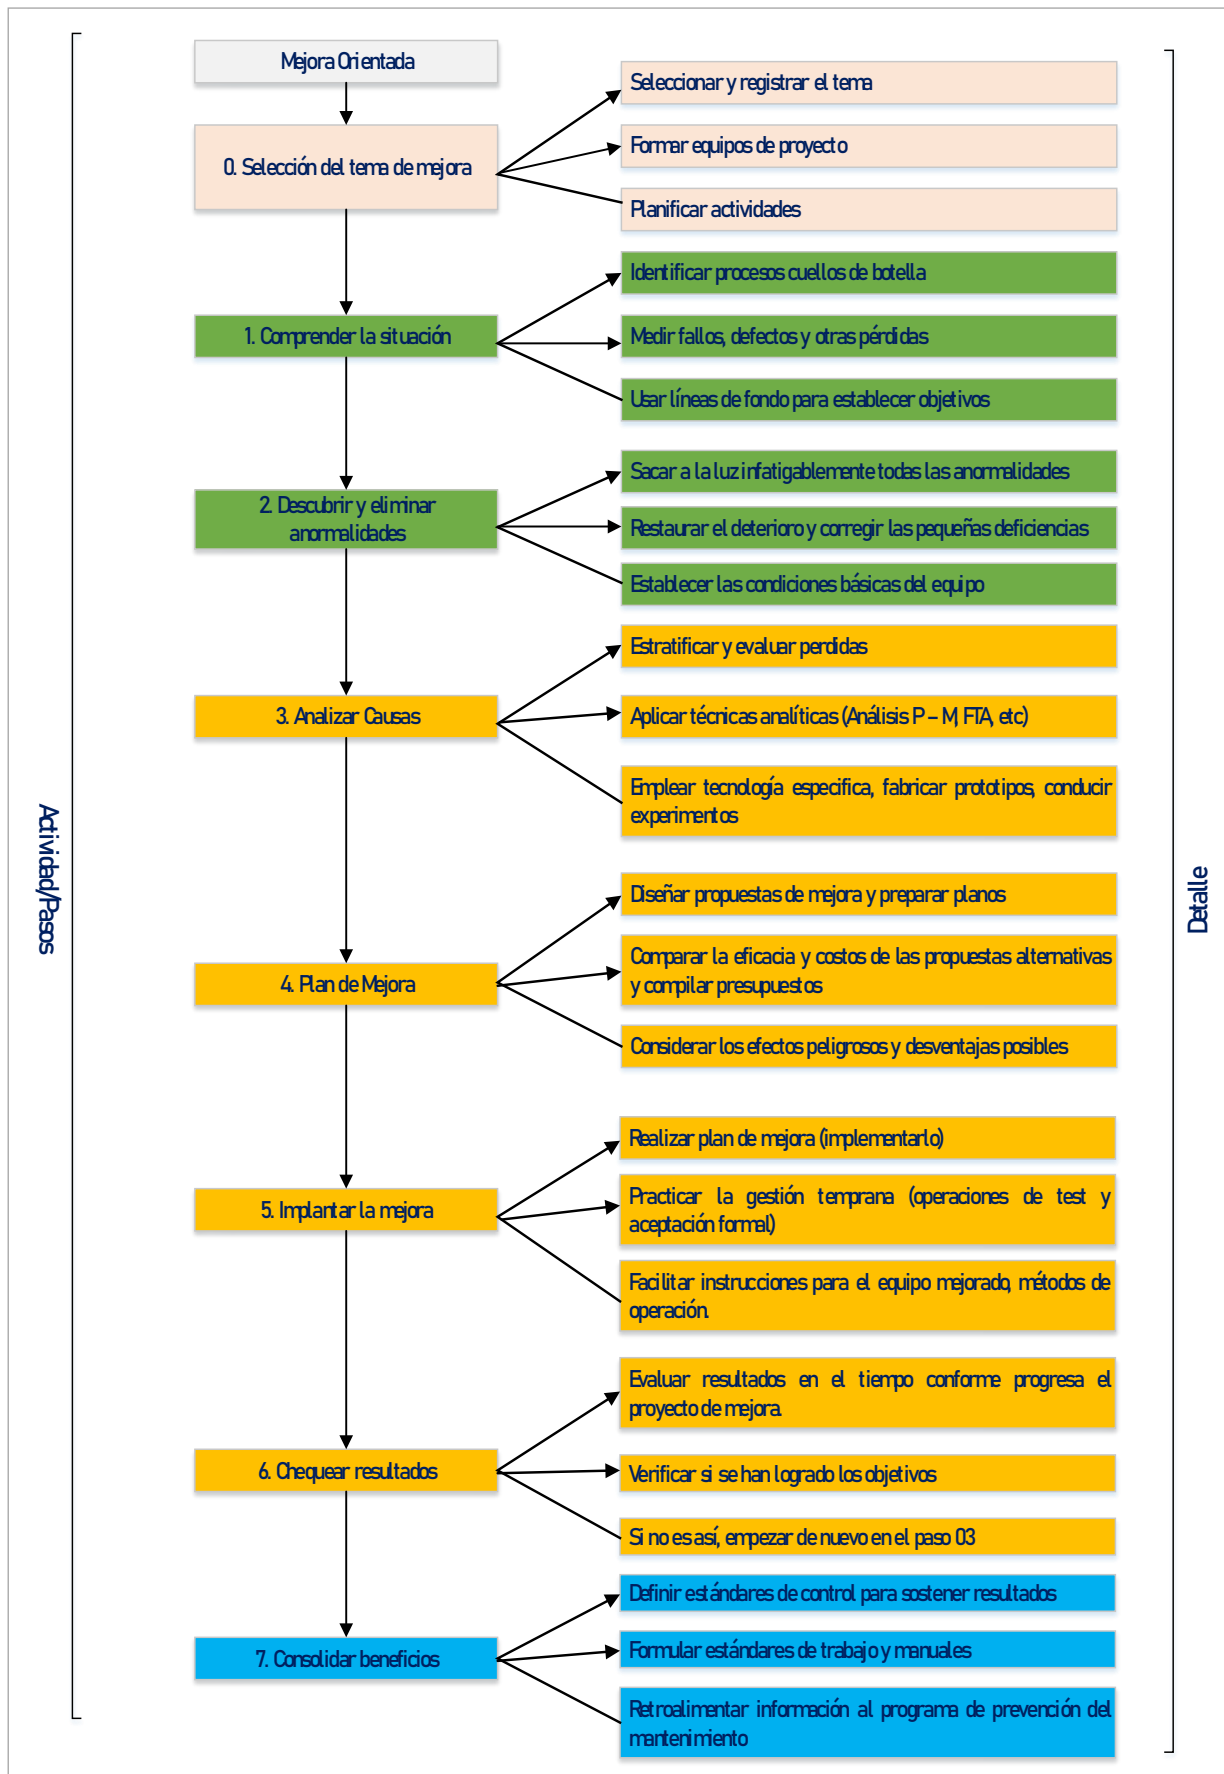 Mejora Orientada
0. Selección del tema de mejora
Seleccionar y registrar el tema
Formar equipos de proyecto
Planificar actividades
1. Comprender la situación
Identificar procesos cuellos de botella
Medir fallos, defectos y otras pérdidas
Usar líneas de fondo para establecer objetivos
2. Descubrir y eliminar
anormalidades
Sacar a la luz infatigablemente todas las anormalidades
Restaurar el deterioro y corregir las pequeñas deficiencias
Establecer las condiciones básicas del equipo
3. Analizar Causas
Estratificar y evaluar perdidas
Aplicar técnicas analíticas (Análisis P – M, FTA, etc)
Emplear tecnología especifica, fabricar prototipos, conducir
experimentos
4. Plan de Mejora
Diseñar propuestas de mejora y preparar planos
Comparar la eficacia y costos de las propuestas alternativas
y compilar presupuestos
Considerar los efectos peligrosos y desventajas posibles
5. Implantar la mejora
Realizar plan de mejora (implementarlo)
Practicar la gestión temprana (operaciones de test y
aceptación formal)
Facilitar instrucciones para el equipo mejorado, métodos de
operación.
6. Chequear resultados
Evaluar resultados en el tiempo conforme progresa el
proyecto de mejora.
Verificar si se han logrado los objetivos
Si no es así, empezar de nuevo en el paso 03
7. Consolidar beneficios
Definir estándares de control para sostener resultados
Formular estándares de trabajo y manuales
Retroalimentar información al programa de prevención del
mantenimiento
Actividad/Pasos
Detalle